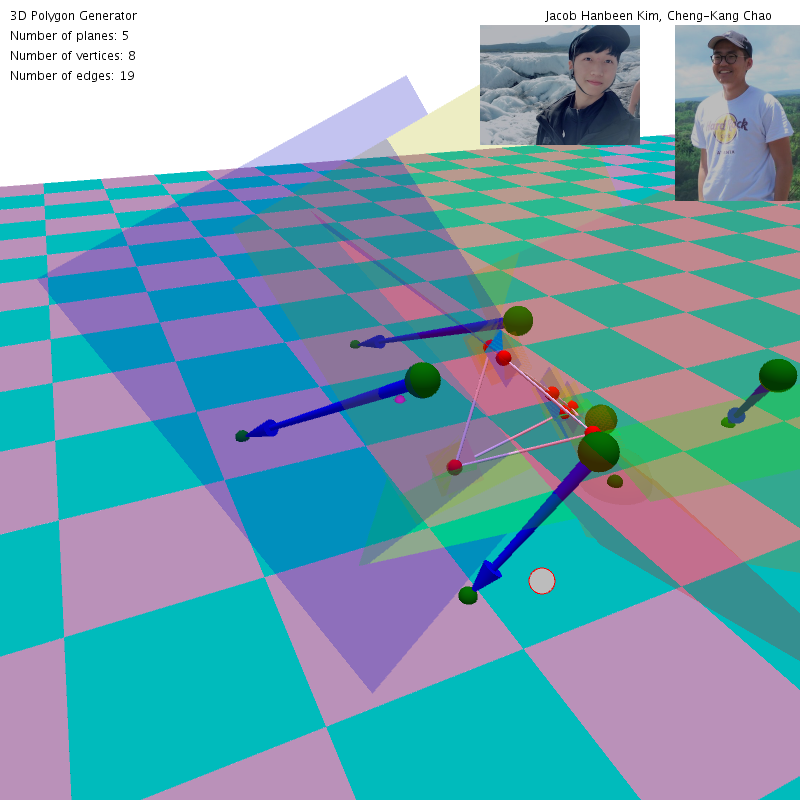 3D Polygon Generator
Jacob Hanbeen Kim, Cheng-Kang Chao
Number of planes: 5
Number of vertices: 8
Number of edges: 19